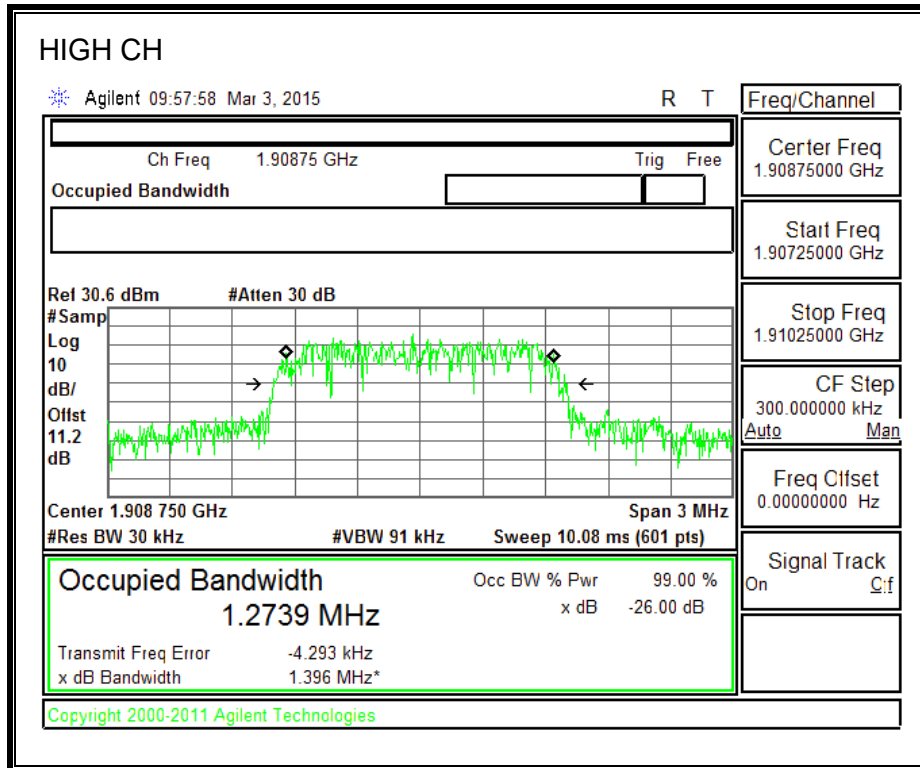 HIGH CH
Agilent 09:57:58 Mar 3, 2015 R T
Freq/Channel
Ch Freq 1.90875 GHz Trig Free
Occupied Bandwidth
Center Freq
1.90875000 GHz
Start Freq
1.90725000 GHz
Stop Freq
1.91025000 GHz
CF Step
300.000000 kHz
Auto Man
Freq Offset
0.00000000 Hz
Signal Track
On Off
Ref 30.6 dBm #Atten 30 dB
#Samp
Log
10
dB/
Offst
11.2
dB
Center 1.908 750 GHz Span 3 MHz
#Res BW 30 kHz #VBW 91 kHz Sweep 10.08 ms (601 pts)
Occupied Bandwidth
1.2739 MHz
Occ BW % Pwr 99.00 %
x dB -26.00 dB
Transmit Freq Error -4.293 kHz
x dB Bandwidth 1.396 MHz*
Copyright 2000-2011 Agilent Technologies